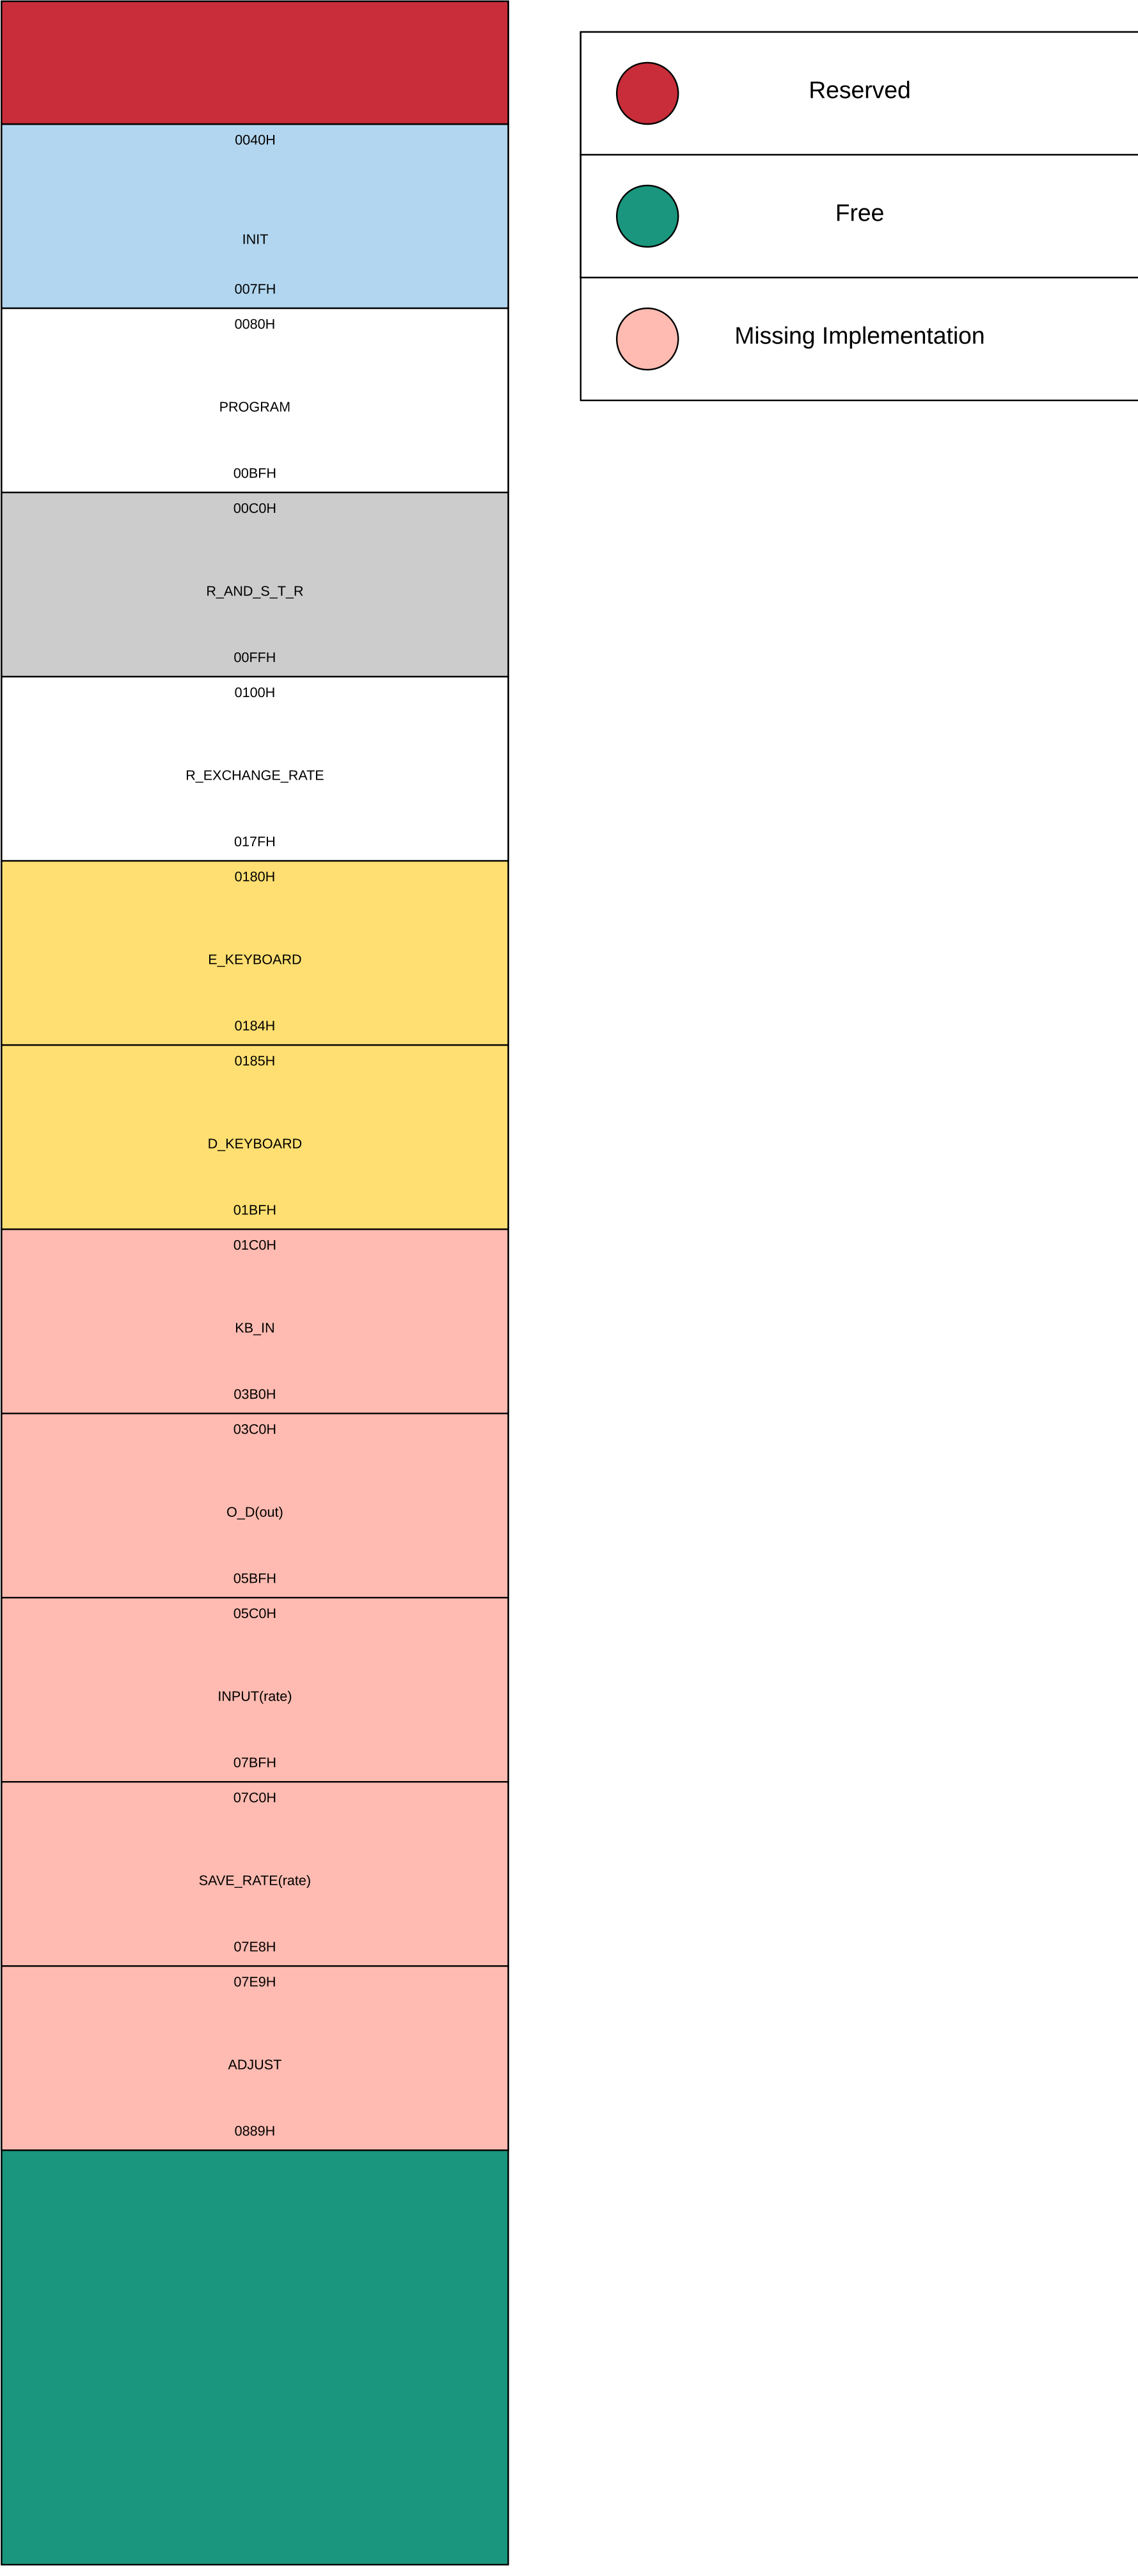 0040H
INIT
007FH
0080H
PROGRAM
00BFH
00C0H
R_AND_S_T_R
00FFH
0100H
R_EXCHANGE_RATE
017FH
0180H
E_KEYBOARD
0184H
0185H
D_KEYBOARD
01BFH
01C0H
KB_IN
03B0H
03C0H
O_D(out)
05BFH
05C0H
INPUT(rate)
07BFH
07C0H
SAVE_RATE(rate)
07E8H
07E9H
ADJUST
0889H
Reserved
Free
Missing Implementation